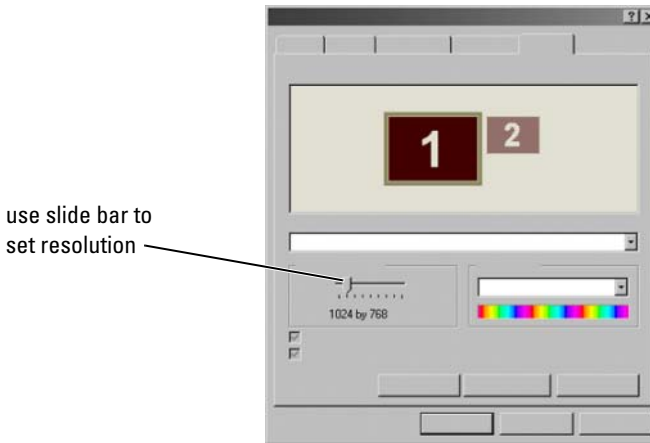 1
2
use slide bar to
set resolution
1024 by 768